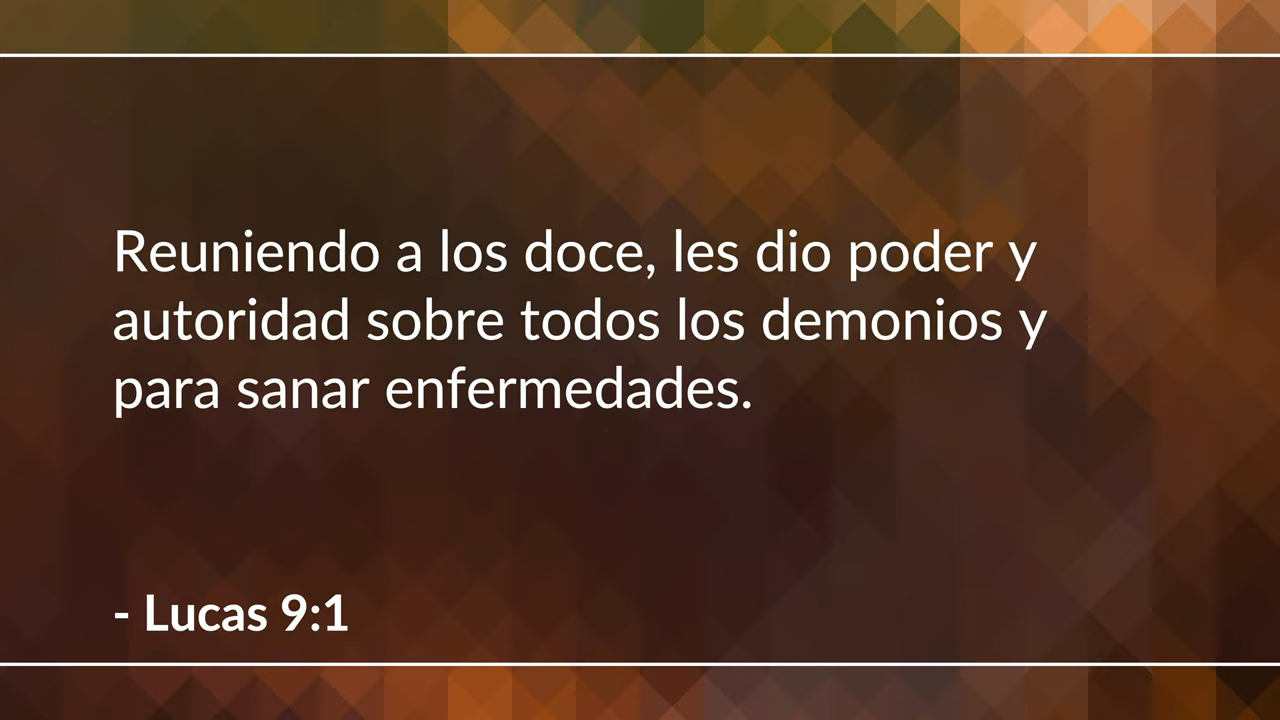 Reuniendo a los doce, les dio poder y
autoridad sobre todos los demonios y
para sanar enfermedades.
- Lucas 9:1